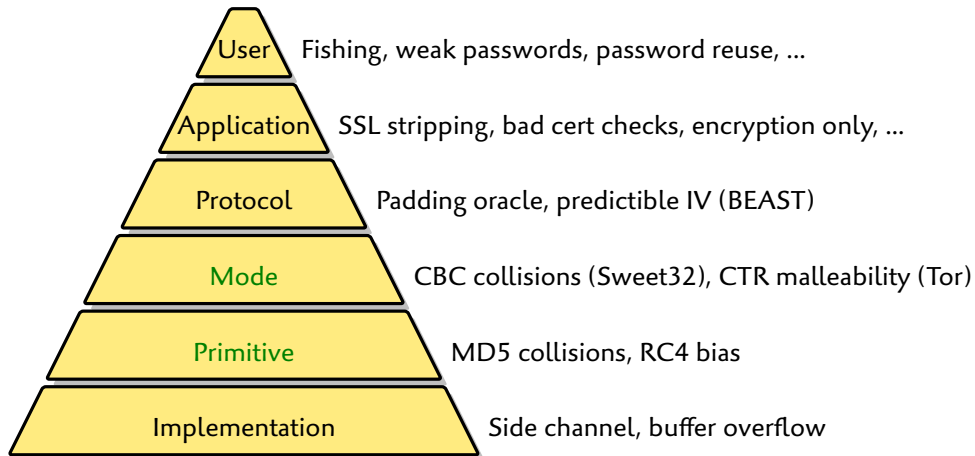 User Fishing, weak passwords, password reuse, ...
Application SSL stripping, bad cert checks, encryption only, ...
Protocol Padding oracle, predictible IV (BEAST)
Mode CBC collisions (Sweet32), CTR malleability (Tor)
Primitive MD5 collisions, RC4 bias
Implementation Side channel, buffer overflow